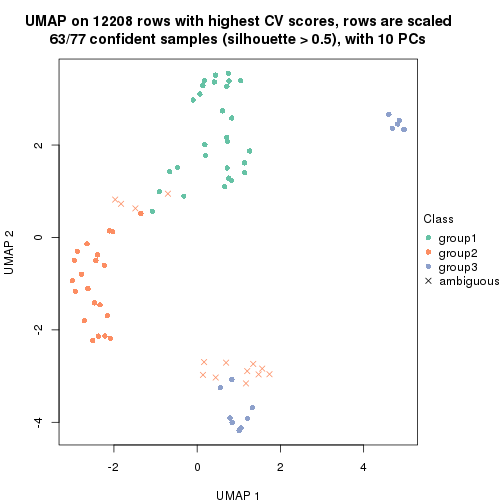 UMAP on 12208 rows with highest CV scores, rows are scaled
63/77 confident samples (silhouette > 0.5), with 10 PCs
UMAP 2
2
0
-2
-4
-2
0
2
4
UMAP 1
Class
group1
group2
group3
ambiguous